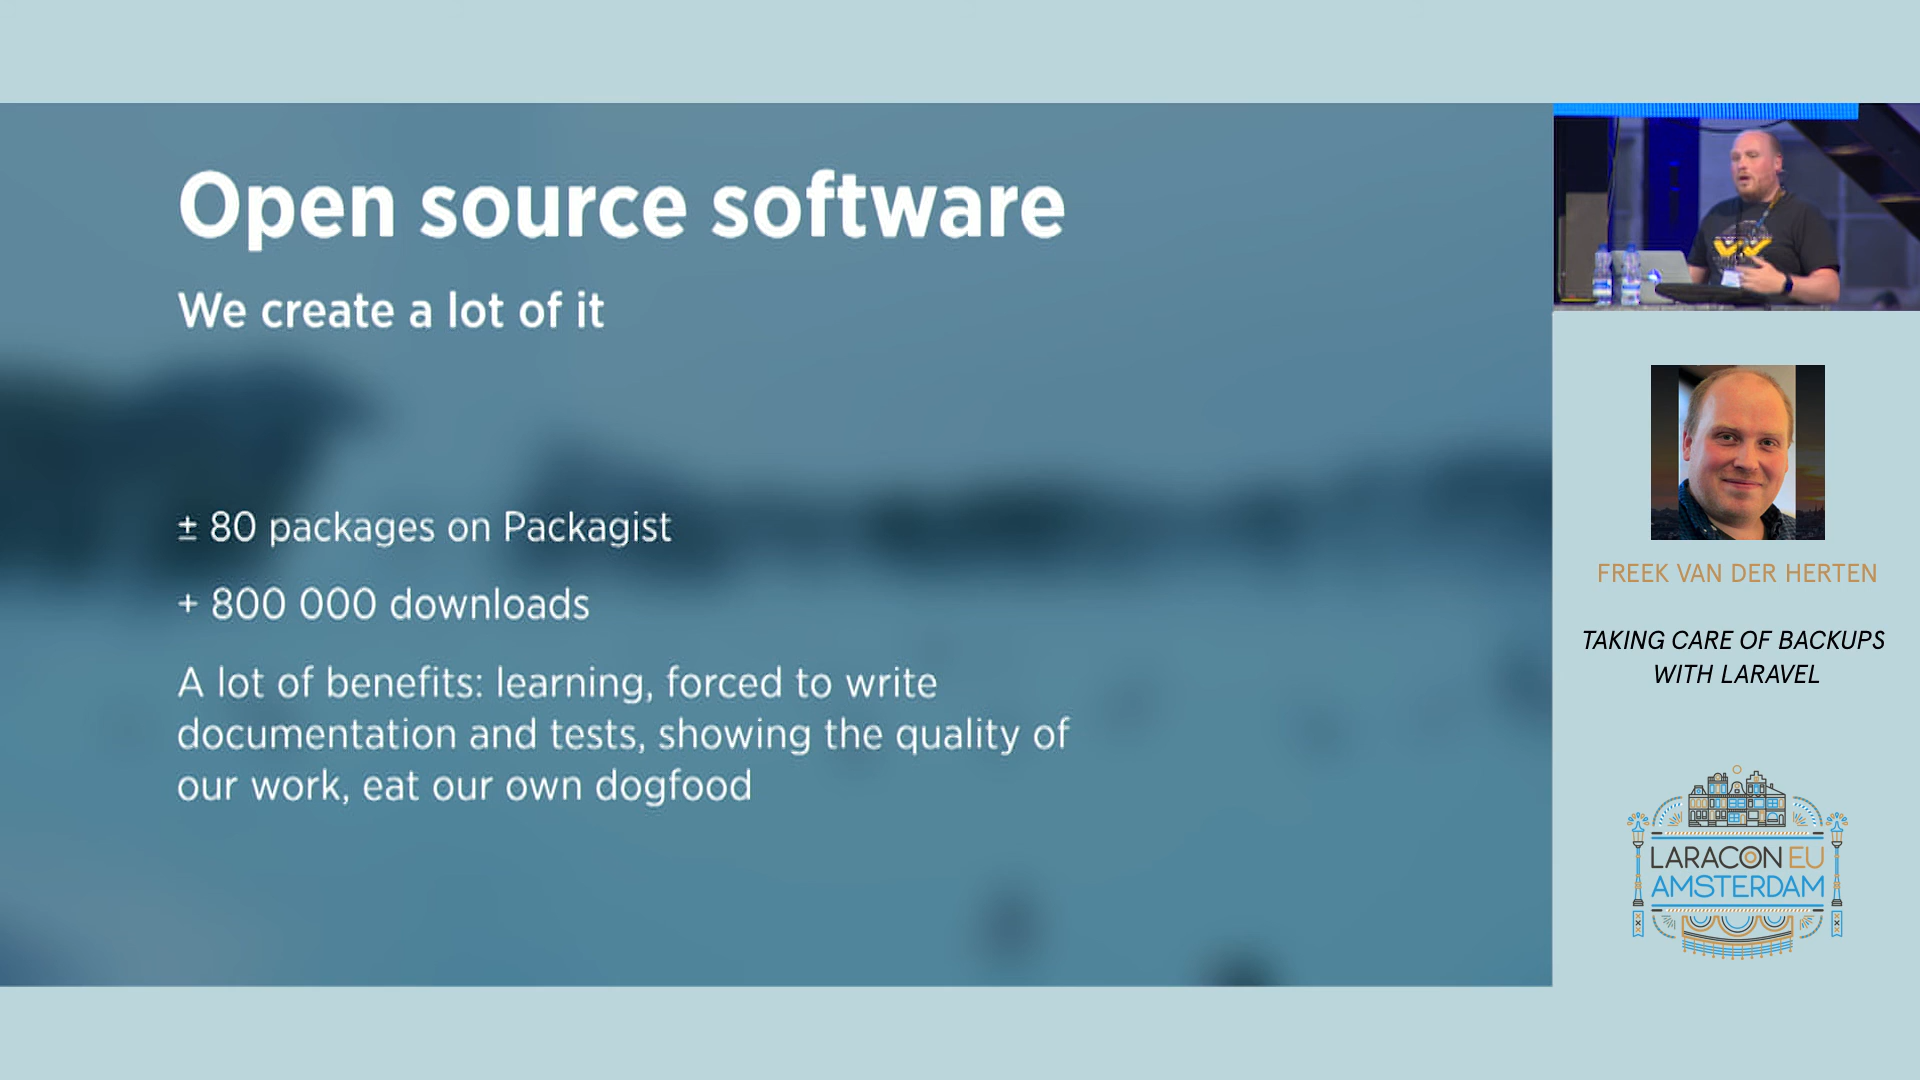 Open source software
We create a lot of it
± 80 packages on Packagist
+ 800 000 downloads
A lot of benefits: learning, forced to write
documentation and tests, showing the quality of
our work, eat our own dogfood
FREEK VAN DER HERTEN
TAKING CARE OF BACKUPS
WITH LARAVEL
LARACON EU
AMSTERDAM